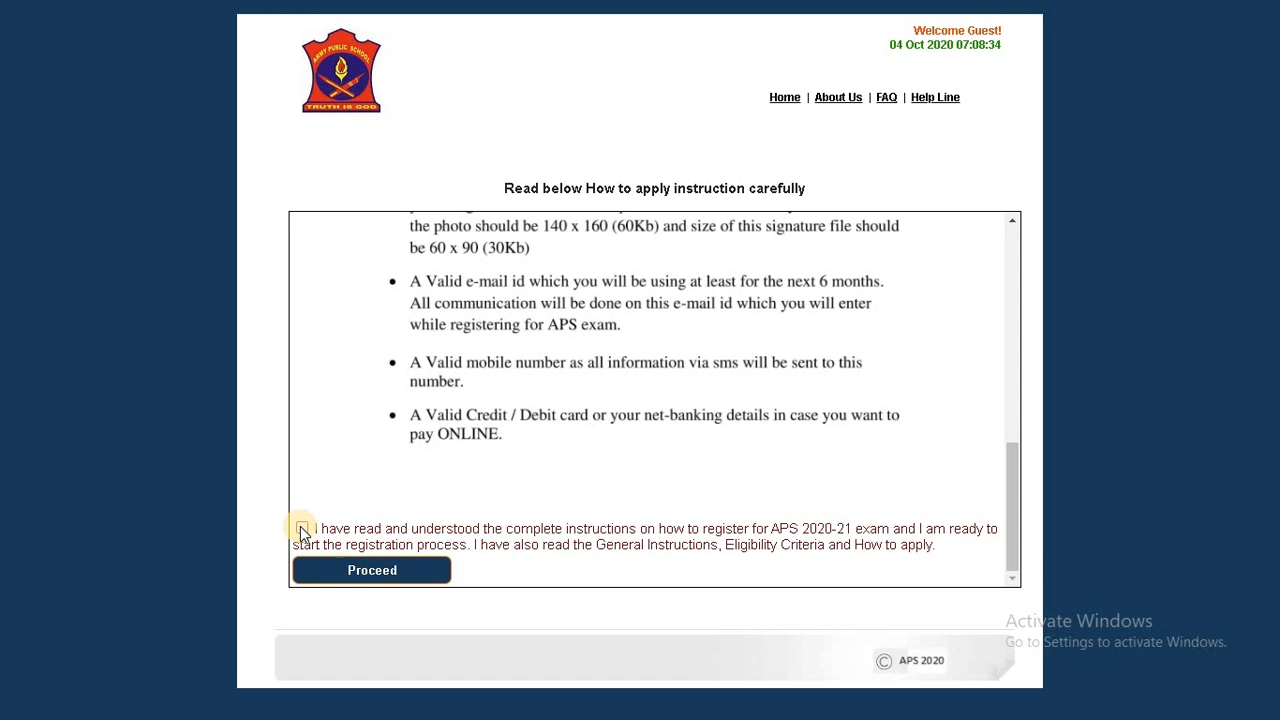 ARMY PUBLIC SCHOOL
TRUTH IS GOD
Welcome Guest!
04 Oct 2020 07:08:34
Home | About Us | FAQ | Help Line
Read below How to apply instruction carefully
the photo should be 140 x 160 (60Kb) and size of this signature file should
be 60 x 90 (30Kb)
• A Valid e-mail id which you will be using at least for the next 6 months.
All communication will be done on this e-mail id which you will enter
while registering for APS exam.
• A Valid mobile number as all information via sms will be sent to this
number.
• A Valid Credit / Debit card or your net-banking details in case you want to
pay ONLINE.
I have read and understood the complete instructions on how to register for APS 2020-21 exam and I am ready to
start the registration process. I have also read the General Instructions, Eligibility Criteria and How to apply.
Proceed
Activate Windows
Go to Settings to activate Windows.
© APS 2020